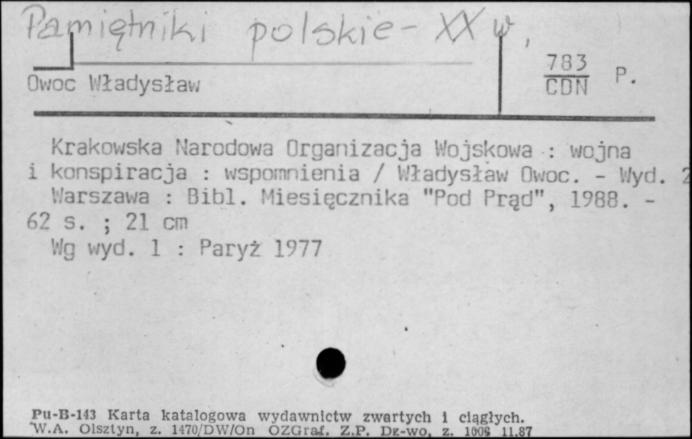 Pamiętniki polskie - XX w.,
783
CDN P.
Owoc Władysław
Krakowska Narodowa Organizacja Wojskowa : wojna
i konspiracja : wspomnienia / Władysław Owoc. - Wyd. 2
Warszawa : Bibl. Miesięcznika "Pod Prąd", 1988. -
62 s. ; 21 cm
Wg wyd. 1 : Paryż 1977
Pu-B-143 Karta katalogowa wydawnictw zwartych i ciągłych.
W.A. Olsztyn, z. 1470/DW/On OZGraf. Z.P. Dz-wo, z. 1008 11.87